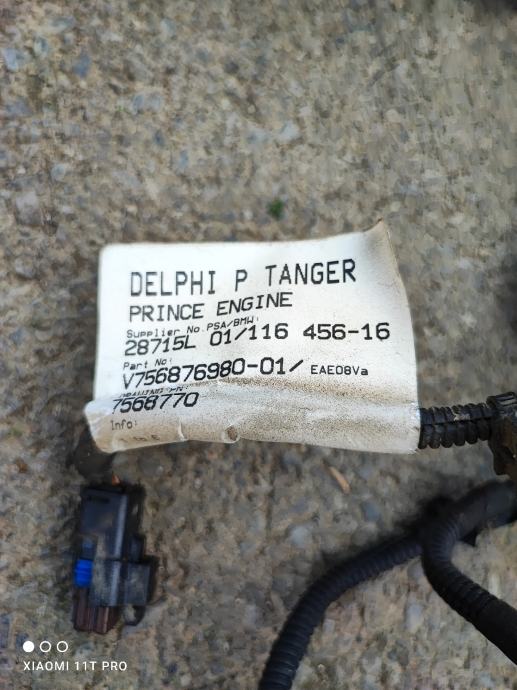 DELPHI P TANGER
PRINCE ENGINE
Supplier No.PSA/BMW:
28715L 01/116 456-16
Part No:
V756876980-01/ EAE08Va
7568770
Info:
XIAOMI 11T PRO